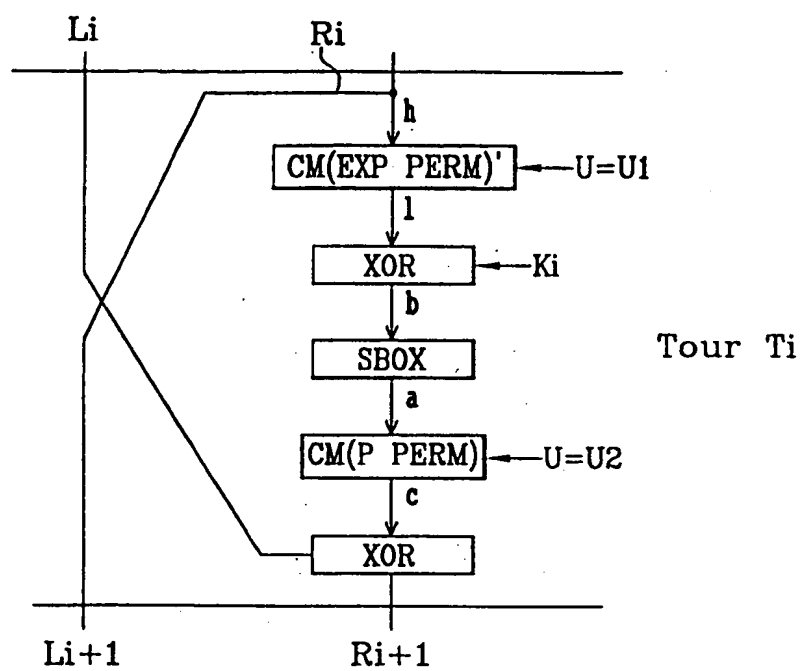 Li
Ri
h
CM(EXP PERM)'
U=U1
l
XOR
Ki
b
SBOX
Tour Ti
a
CM(P PERM)
U=U2
c
XOR
Li+1
Ri+1